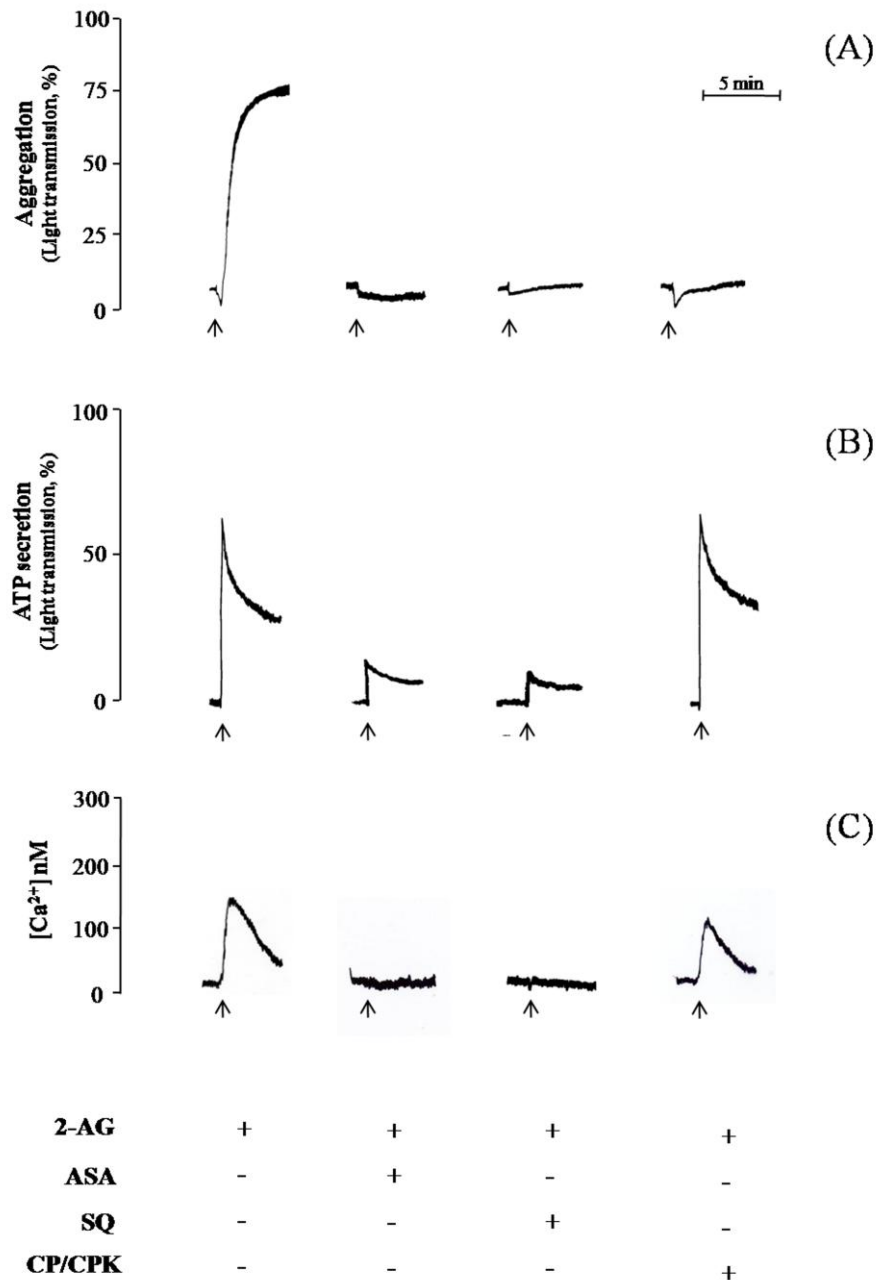 (A)
100
75
50
25
0
Aggregation
(Light transmission, %)
5 min
(B)
100
50
0
ATP secretion
(Light transmission, %)
(C)
300
200
100
0
[Ca²⁺] nM
2-AG + + + +
ASA - + - -
SQ - - + -
CP/CPK - - - +